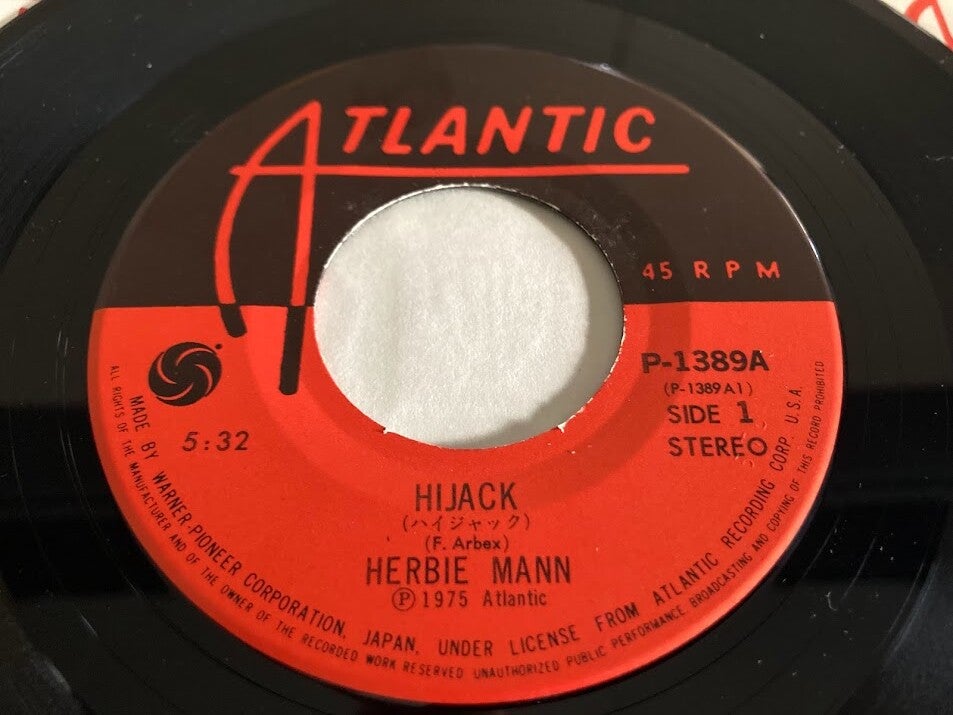 ATLANTIC
45 RPM
P-1389A
(P-1389A1)
SIDE 1
STEREO
5:32
HIJACK
(ハイジャック)
(F. Arbex)
HERBIE MANN
Ⓟ 1975 Atlantic
MADE BY WARNER-PIONEER CORPORATION, JAPAN, UNDER LICENSE FROM ATLANTIC RECORDING CORP. U.S.A.
ALL RIGHTS OF THE MANUFACTURER AND OF THE OWNER OF THE RECORDED WORK RESERVED UNAUTHORIZED PUBLIC PERFORMANCE, BROADCASTING AND COPYING OF THIS RECORD PROHIBITED